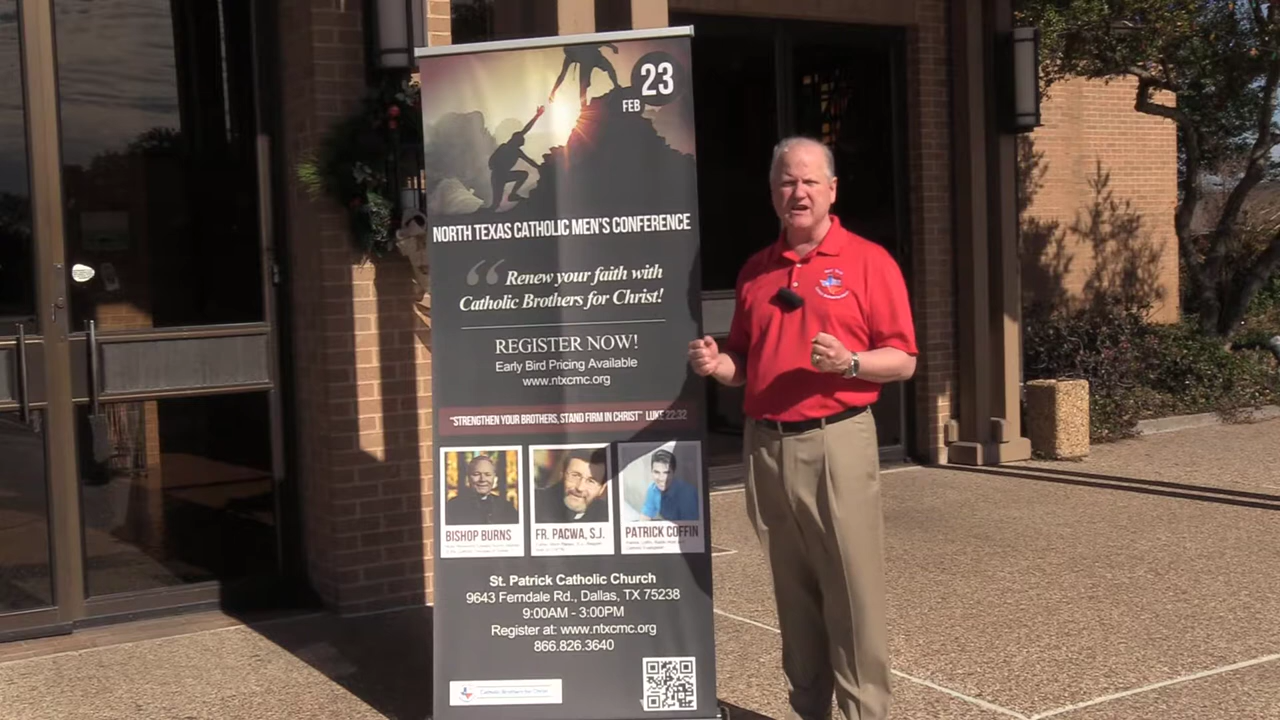 23
FEB
NORTH TEXAS CATHOLIC MEN'S CONFERENCE
“ Renew your faith with
Catholic Brothers for Christ!
REGISTER NOW!
Early Bird Pricing Available
www.ntxcmc.org
"STRENGTHEN YOUR BROTHERS, STAND FIRM IN CHRIST" LUKE 22:32
BISHOP BURNS
FR. PACWA, S.J.
PATRICK COFFIN
St. Patrick Catholic Church
9643 Ferndale Rd., Dallas, TX 75238
9:00AM - 3:00PM
Register at: www.ntxcmc.org
866.826.3640
Catholic Brothers for Christ